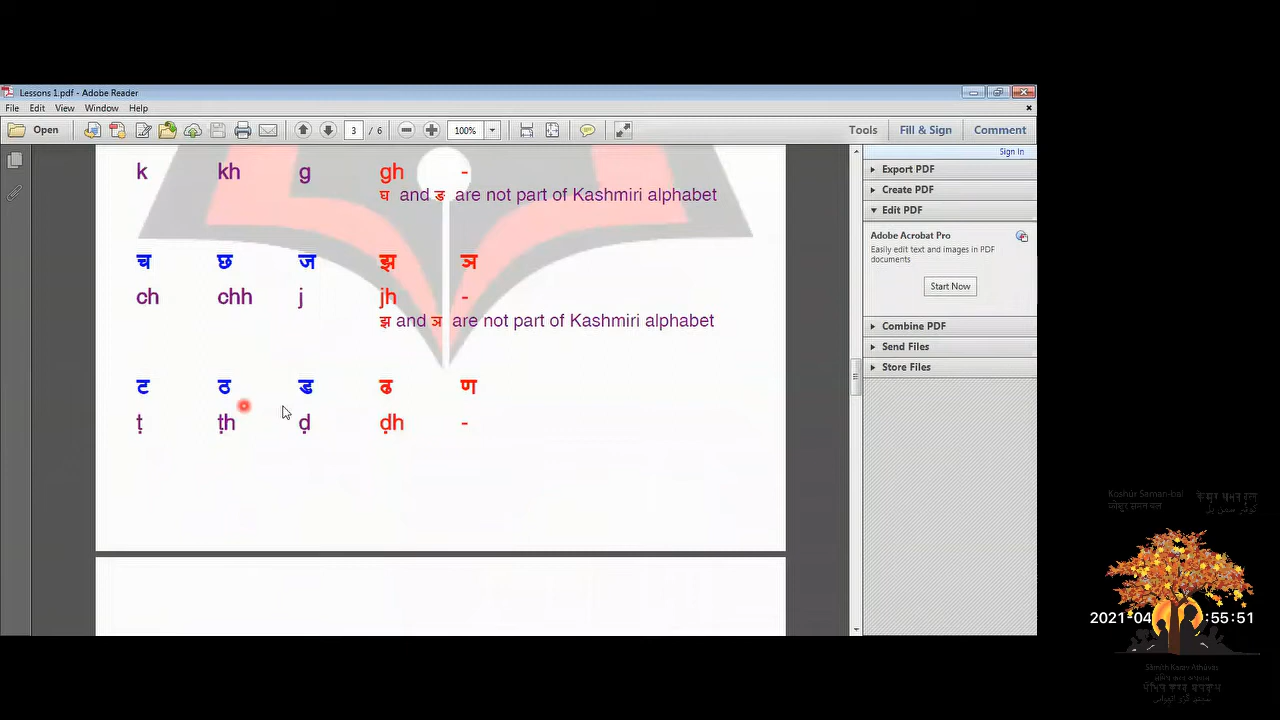 Lessons 1.pdf - Adobe Reader
File Edit View Window Help
Open 3 / 6 100% Tools Fill & Sign Comment
Sign In
k kh g gh -
घ and ङ are not part of Kashmiri alphabet
च छ ज झ ञ
ch chh j jh -
झ and ञ are not part of Kashmiri alphabet
ट ठ ड ढ ण
ṭ ṭh ḍ ḍh -
Export PDF
Create PDF
Edit PDF
Adobe Acrobat Pro
Easily edit text and images in PDF
documents
Start Now
Combine PDF
Send Files
Store Files
2021-04
:55:51